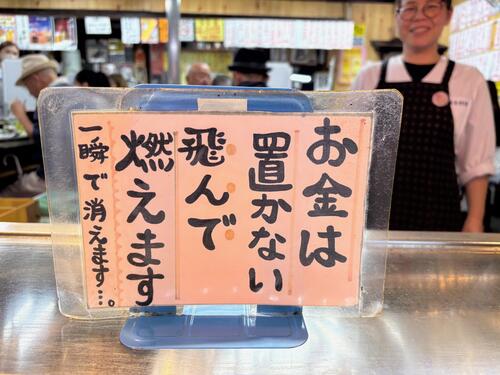 お金は
置かない
飛んで
燃えます
一瞬で消えます…。